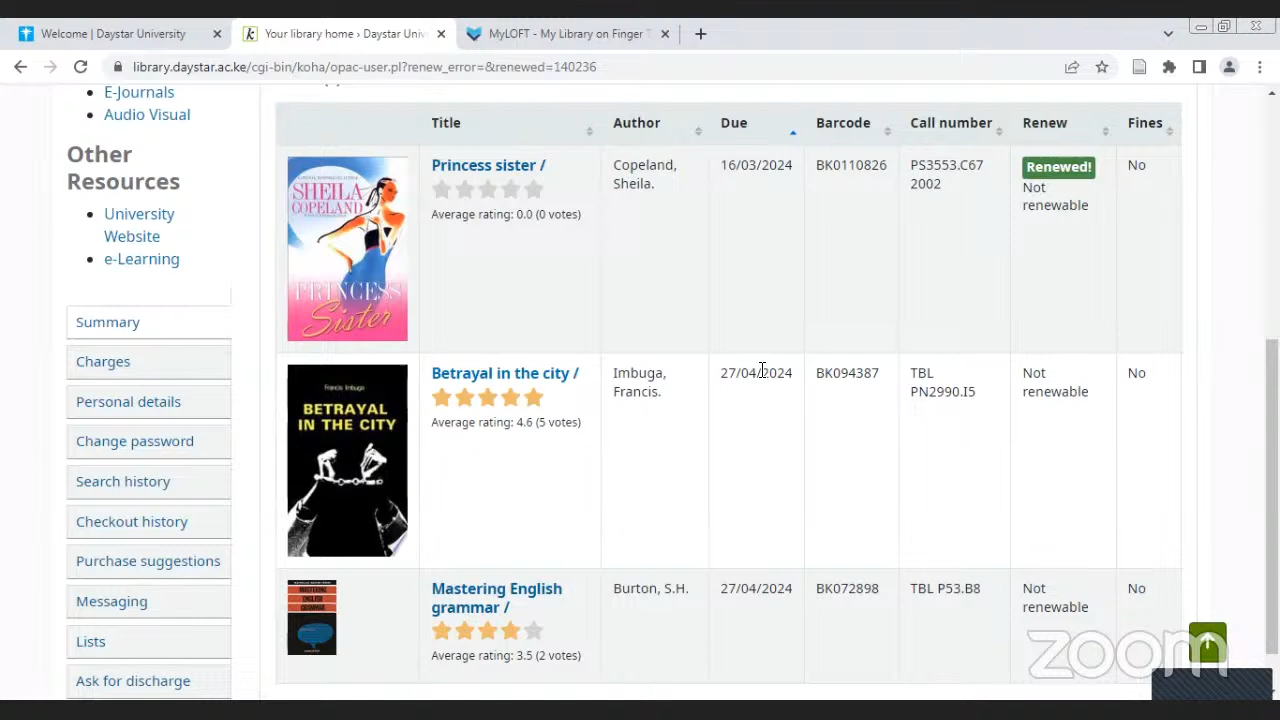 Welcome | Daystar University
Your library home › Daystar Univ
MyLOFT - My Library on Finger T
library.daystar.ac.ke/cgi-bin/koha/opac-user.pl?renew_error=&renewed=140236
E-Journals
Audio Visual
Other
Resources
University
Website
e-Learning
Summary
Charges
Personal details
Change password
Search history
Checkout history
Purchase suggestions
Messaging
Lists
Ask for discharge
Title Author Due Barcode Call number Renew Fines
SHEILA
COPELAND
PRINCESS
Sister
Princess sister /
Average rating: 0.0 (0 votes)
Copeland,
Sheila.
16/03/2024
BK0110826
PS3553.C67
2002
Renewed!
Not
renewable
No
Francis Imbuga
BETRAYAL
IN THE CITY
Betrayal in the city /
Average rating: 4.6 (5 votes)
Imbuga,
Francis.
27/04/2024
BK094387
TBL
PN2990.I5
Not
renewable
No
MASTERING
ENGLISH
GRAMMAR
Mastering English
grammar /
Average rating: 3.5 (2 votes)
Burton, S.H.
27/04/2024
BK072898
TBL P53.B8
Not
renewable
No
zoom